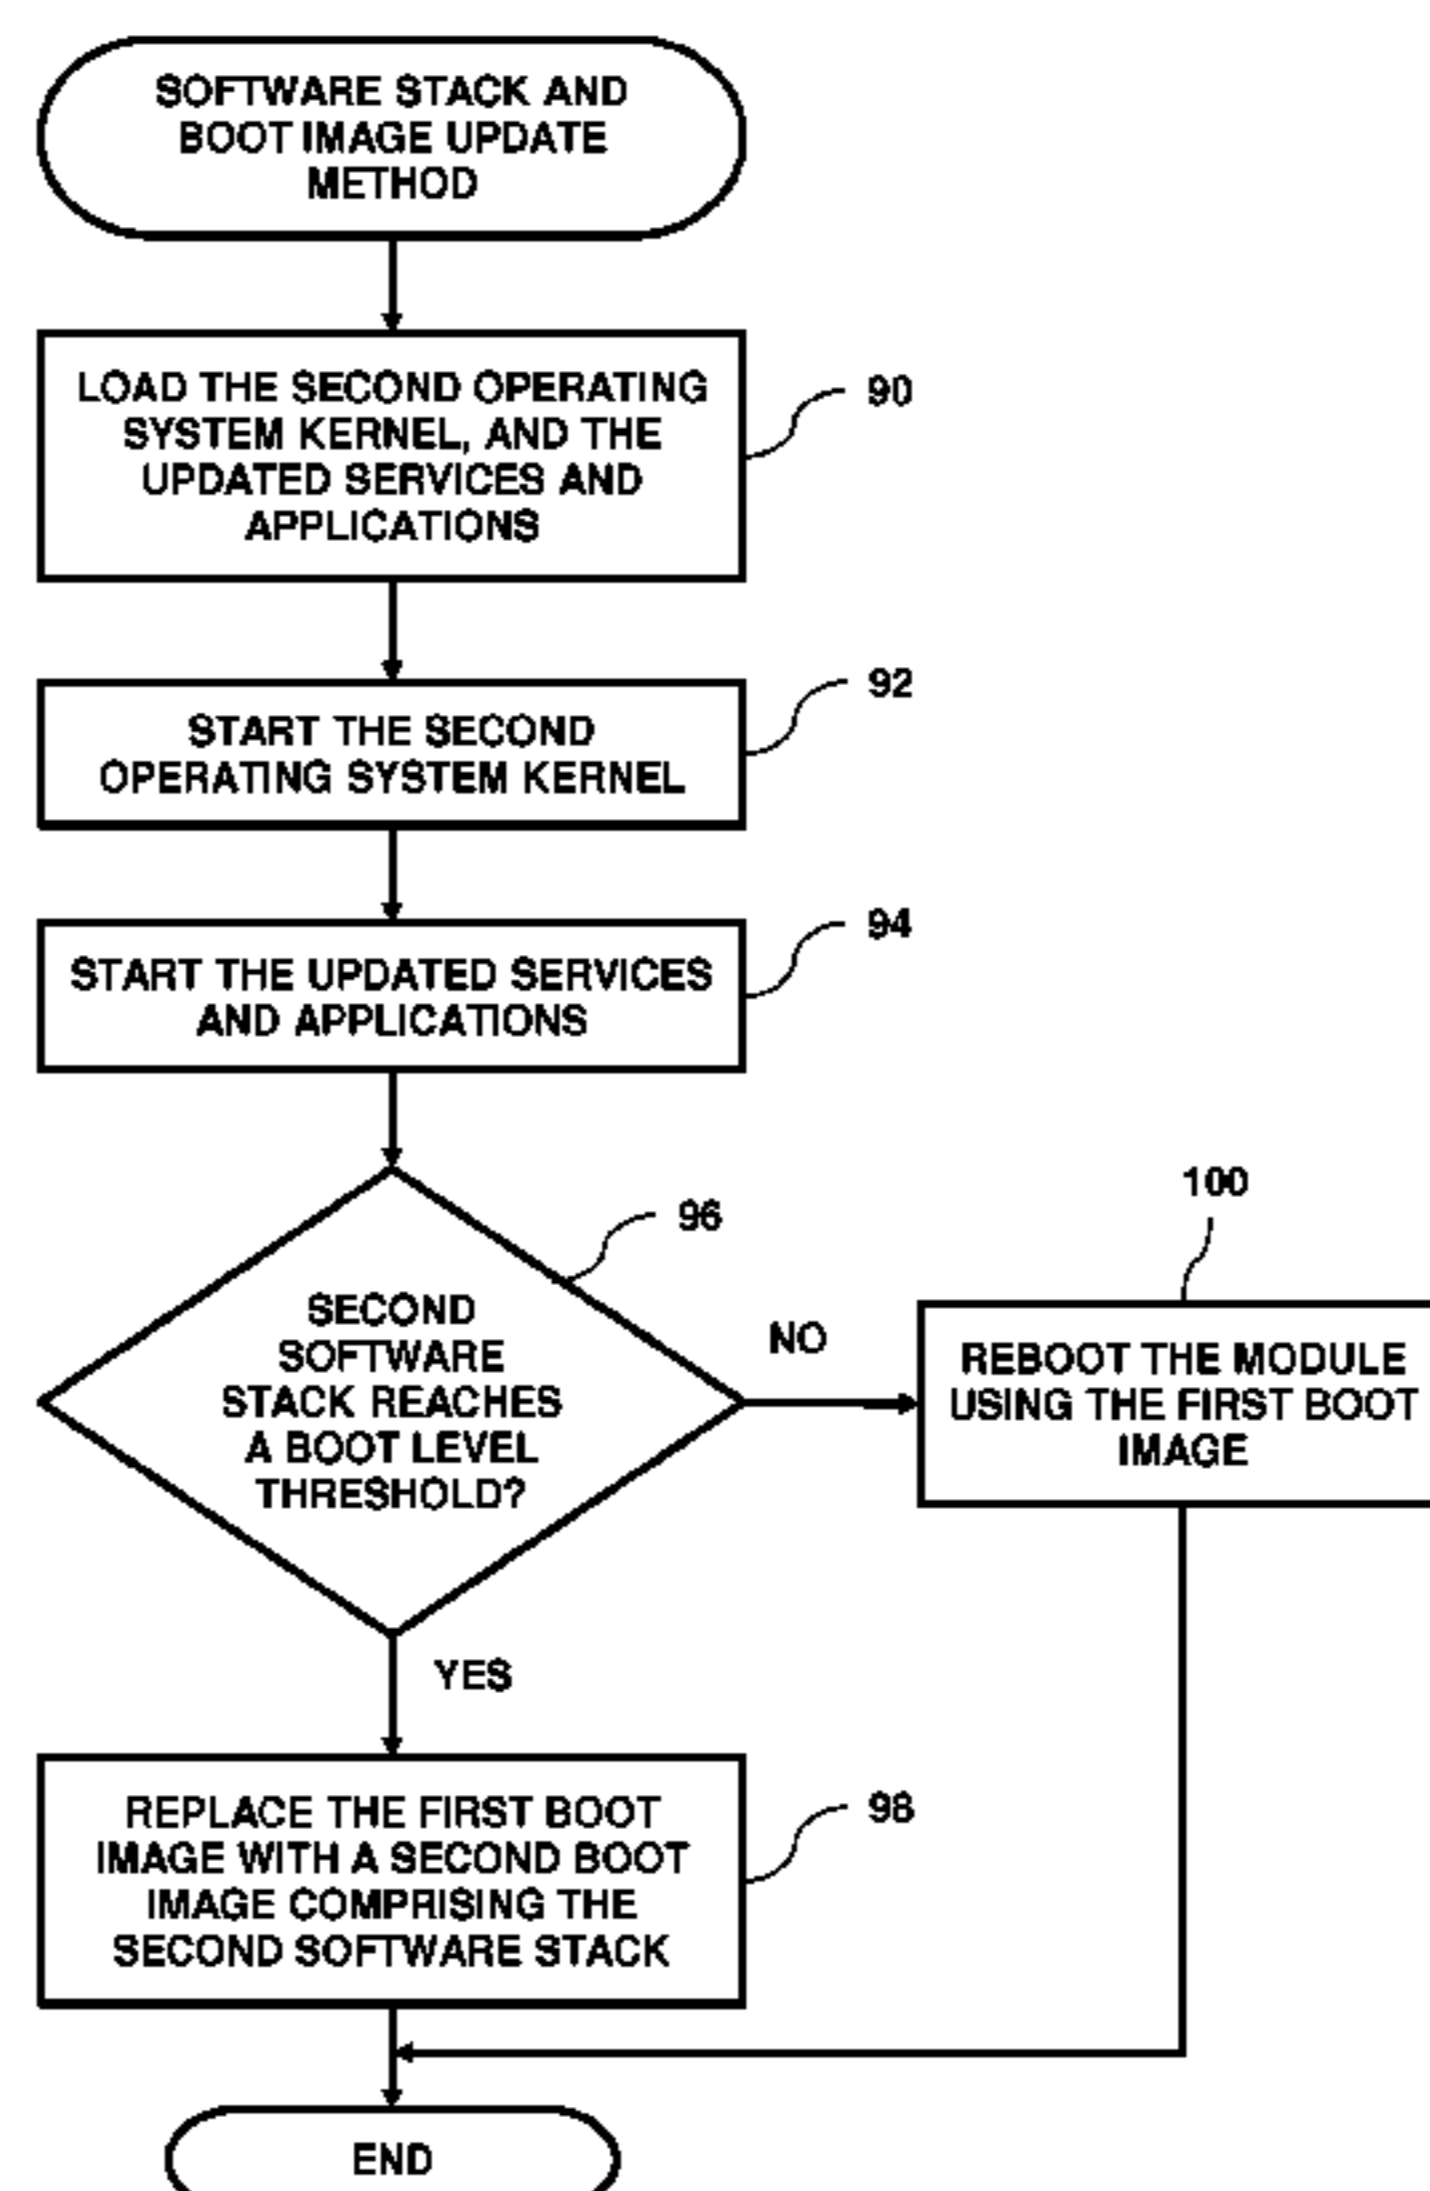 SOFTWARE STACK AND
BOOT IMAGE UPDATE
METHOD
LOAD THE SECOND OPERATING
SYSTEM KERNEL, AND THE
UPDATED SERVICES AND
APPLICATIONS
90
START THE SECOND
OPERATING SYSTEM KERNEL
92
START THE UPDATED SERVICES
AND APPLICATIONS
94
SECOND
SOFTWARE
STACK REACHES
A BOOT LEVEL
THRESHOLD?
96
NO
100
REBOOT THE MODULE
USING THE FIRST BOOT
IMAGE
YES
REPLACE THE FIRST BOOT
IMAGE WITH A SECOND BOOT
IMAGE COMPRISING THE
SECOND SOFTWARE STACK
98
END